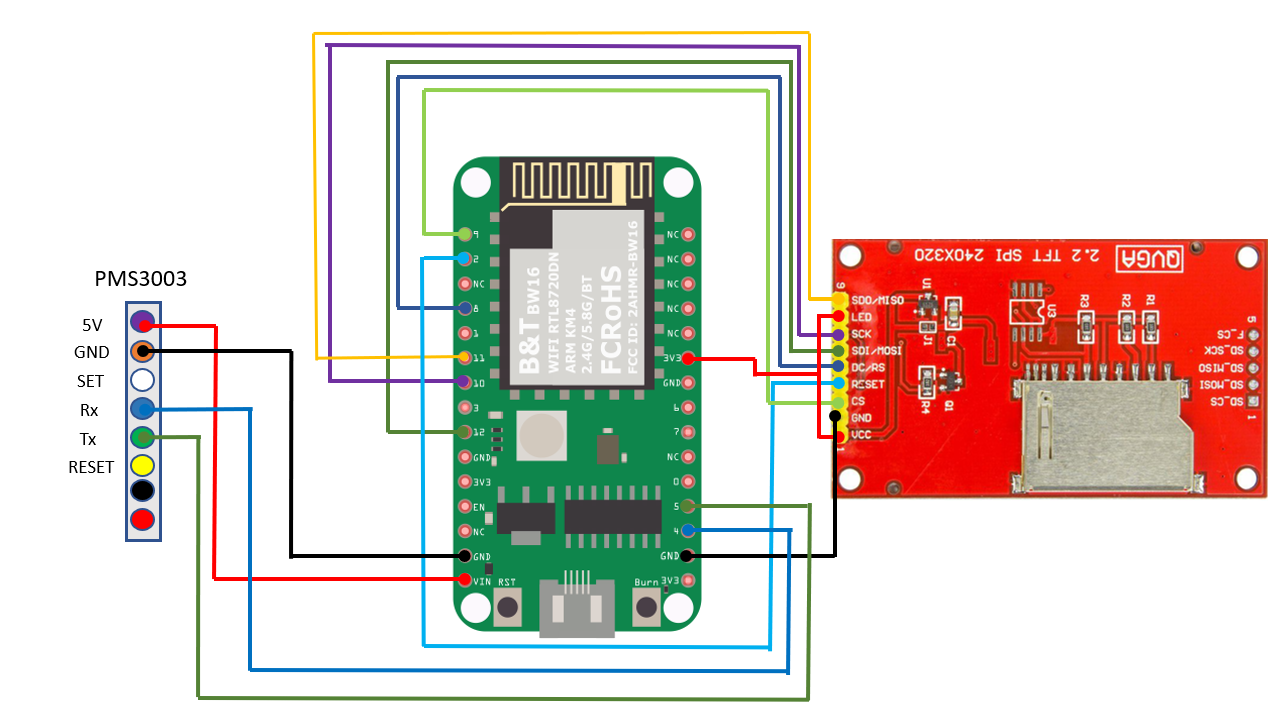 PMS3003
5V
GND
SET
Rx
Tx
RESET
9
2
NC
8
1
11
10
3
12
GND
3V3
EN
NC
GND
VIN
RST
B&T BW16
WIFI RTL8720DN
ARM KM4
2.4G/5.8G/BT
FCRoHS
FCC ID: 2AHMR-BW16
NC
NC
NC
NC
NC
3V3
GND
6
7
NC
0
5
4
GND
3V3
Burn
2.2 TFT SPI 240X320
QVGA
9
SDO/MISO
LED
SCK
SDI/MOSI
DC/RS
RESET
CS
GND
VCC
1
U1
J1
C1
R4
Q1
U3
R3
R2
R1
5
F_CS
SD_SCK
SD_MISO
SD_MOSI
SD_CS
1